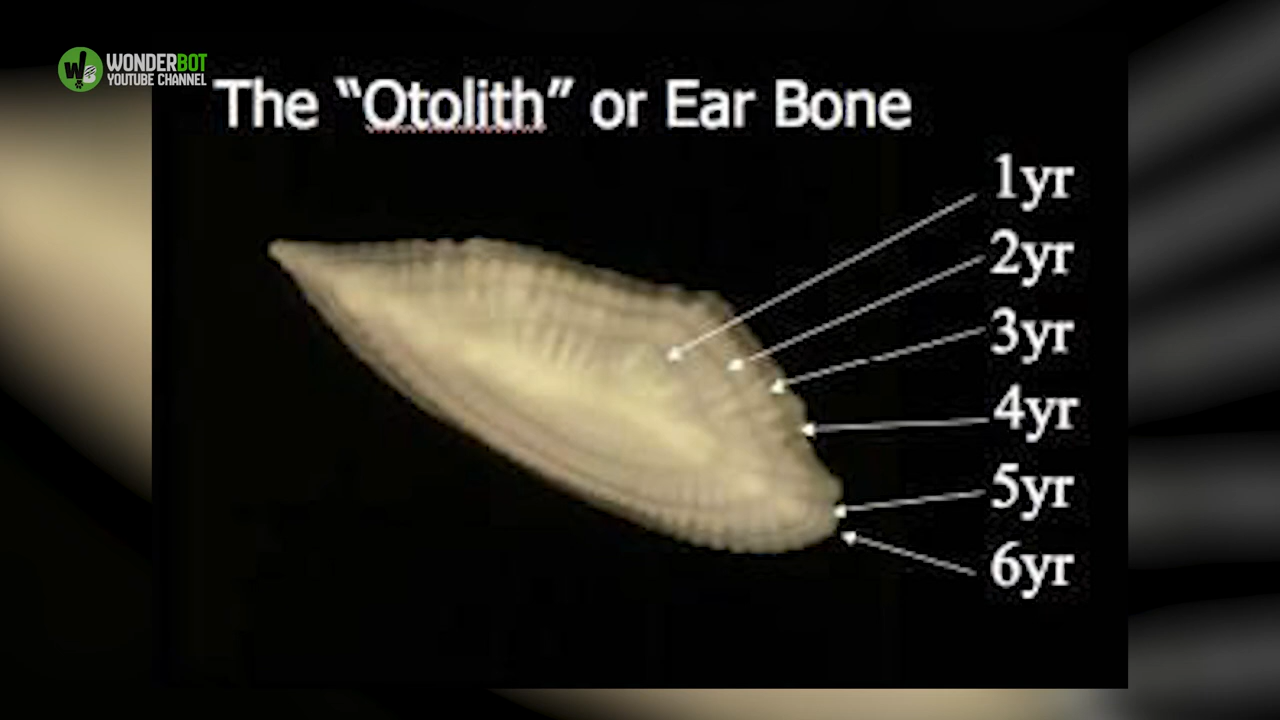 WONDERBOT
YOUTUBE CHANNEL
The “Otolith” or Ear Bone
1yr
2yr
3yr
4yr
5yr
6yr